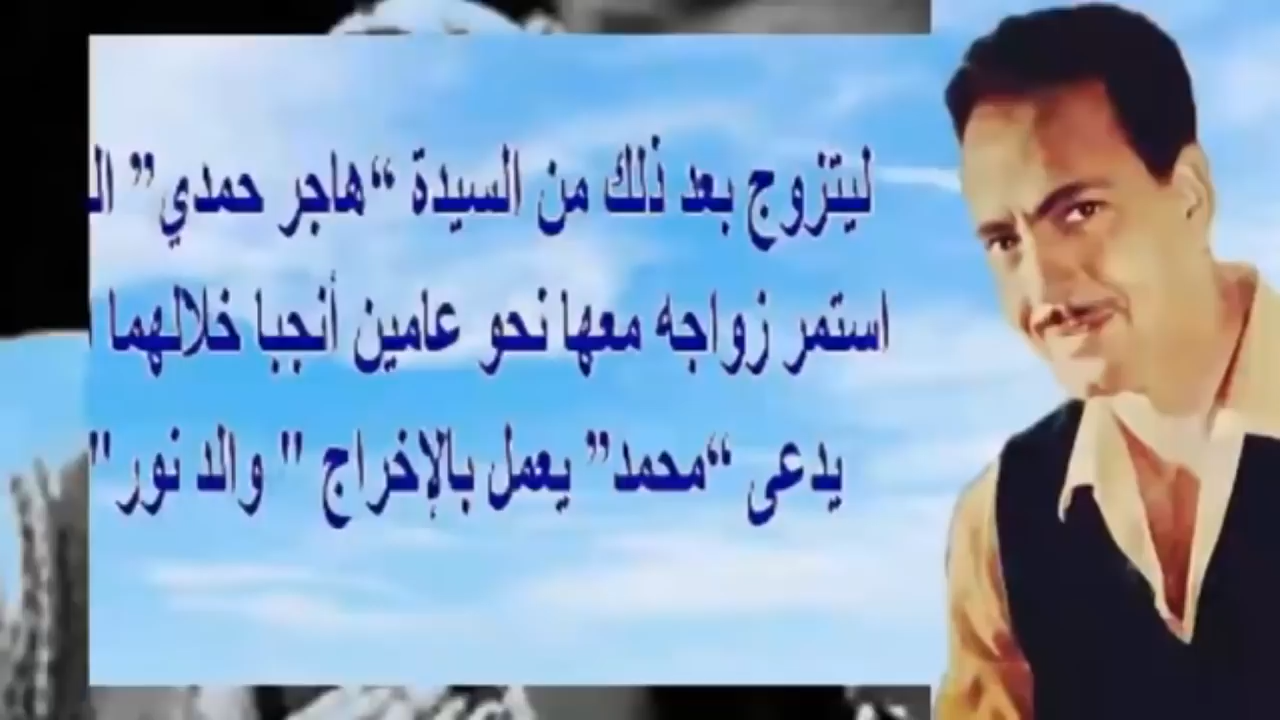 ليتزوج بعد ذلك من السيدة “هاجر حمدي”
استمر زواجه معها نحو عامين أنجبا خلالهما
يدعى “محمد” يعمل بالإخراج " والد نور"